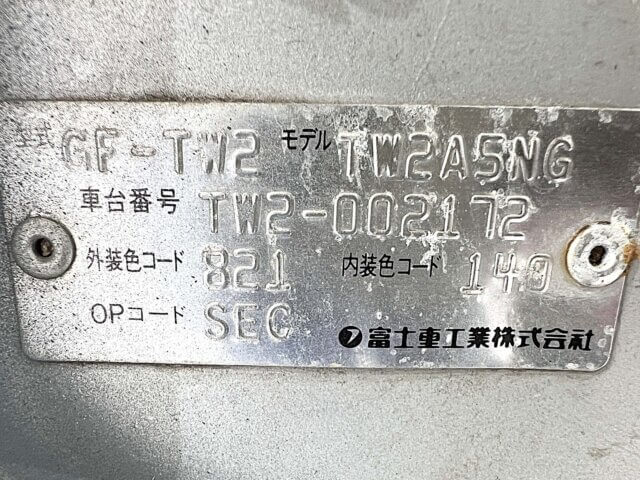 型式 GF-TW2 モデル TW2A5NG
車台番号 TW2-002172
外装色コード 821 内装色コード 140
OPコード SEC
フ 富士重工業株式会社